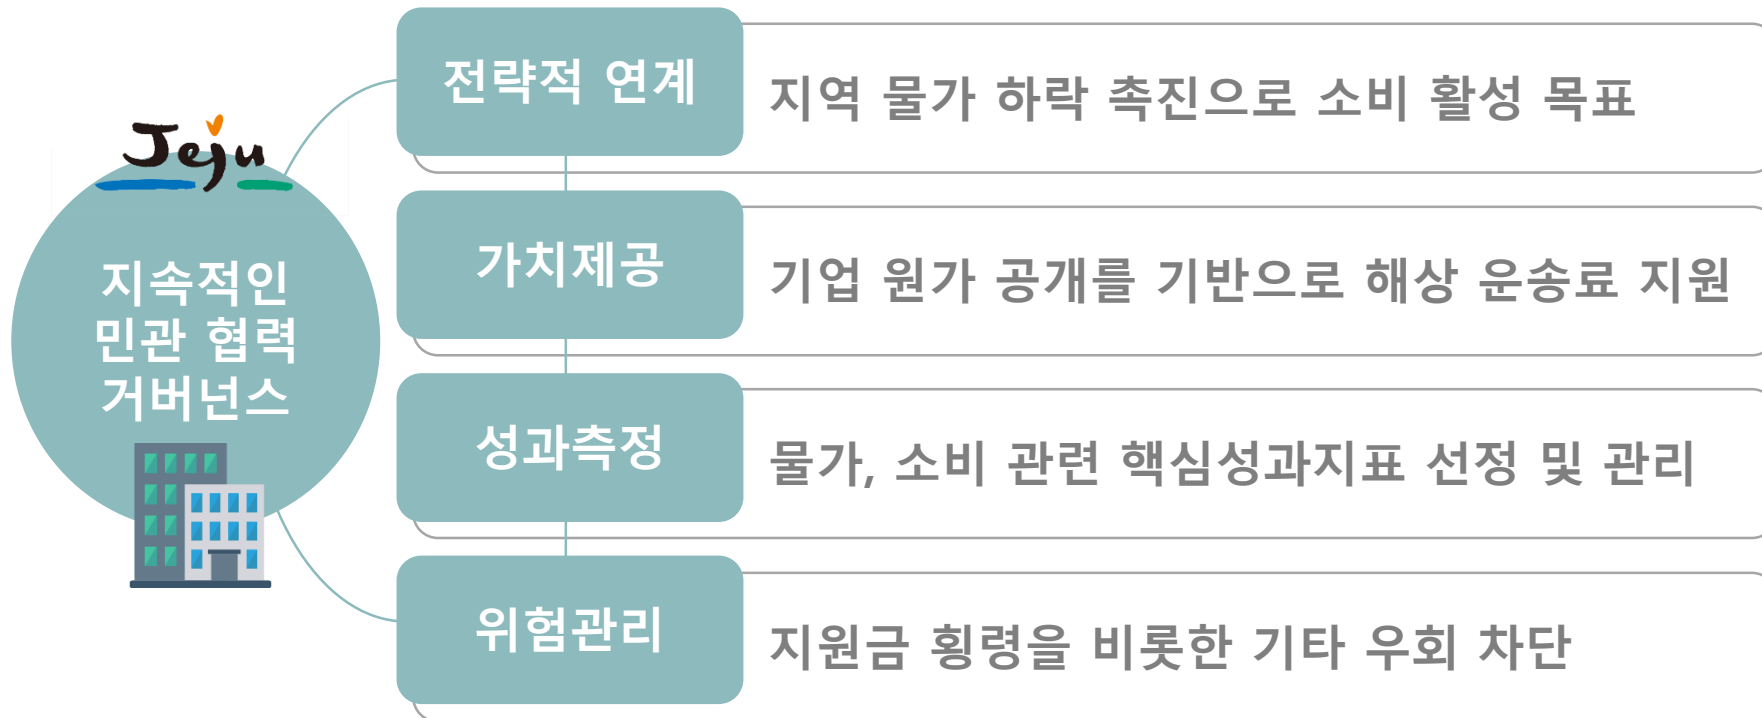 Jeju
지속적인
민관 협력
거버넌스
전략적 연계
지역 물가 하락 촉진으로 소비 활성 목표
가치제공
기업 원가 공개를 기반으로 해상 운송료 지원
성과측정
물가, 소비 관련 핵심성과지표 선정 및 관리
위험관리
지원금 횡령을 비롯한 기타 우회 차단